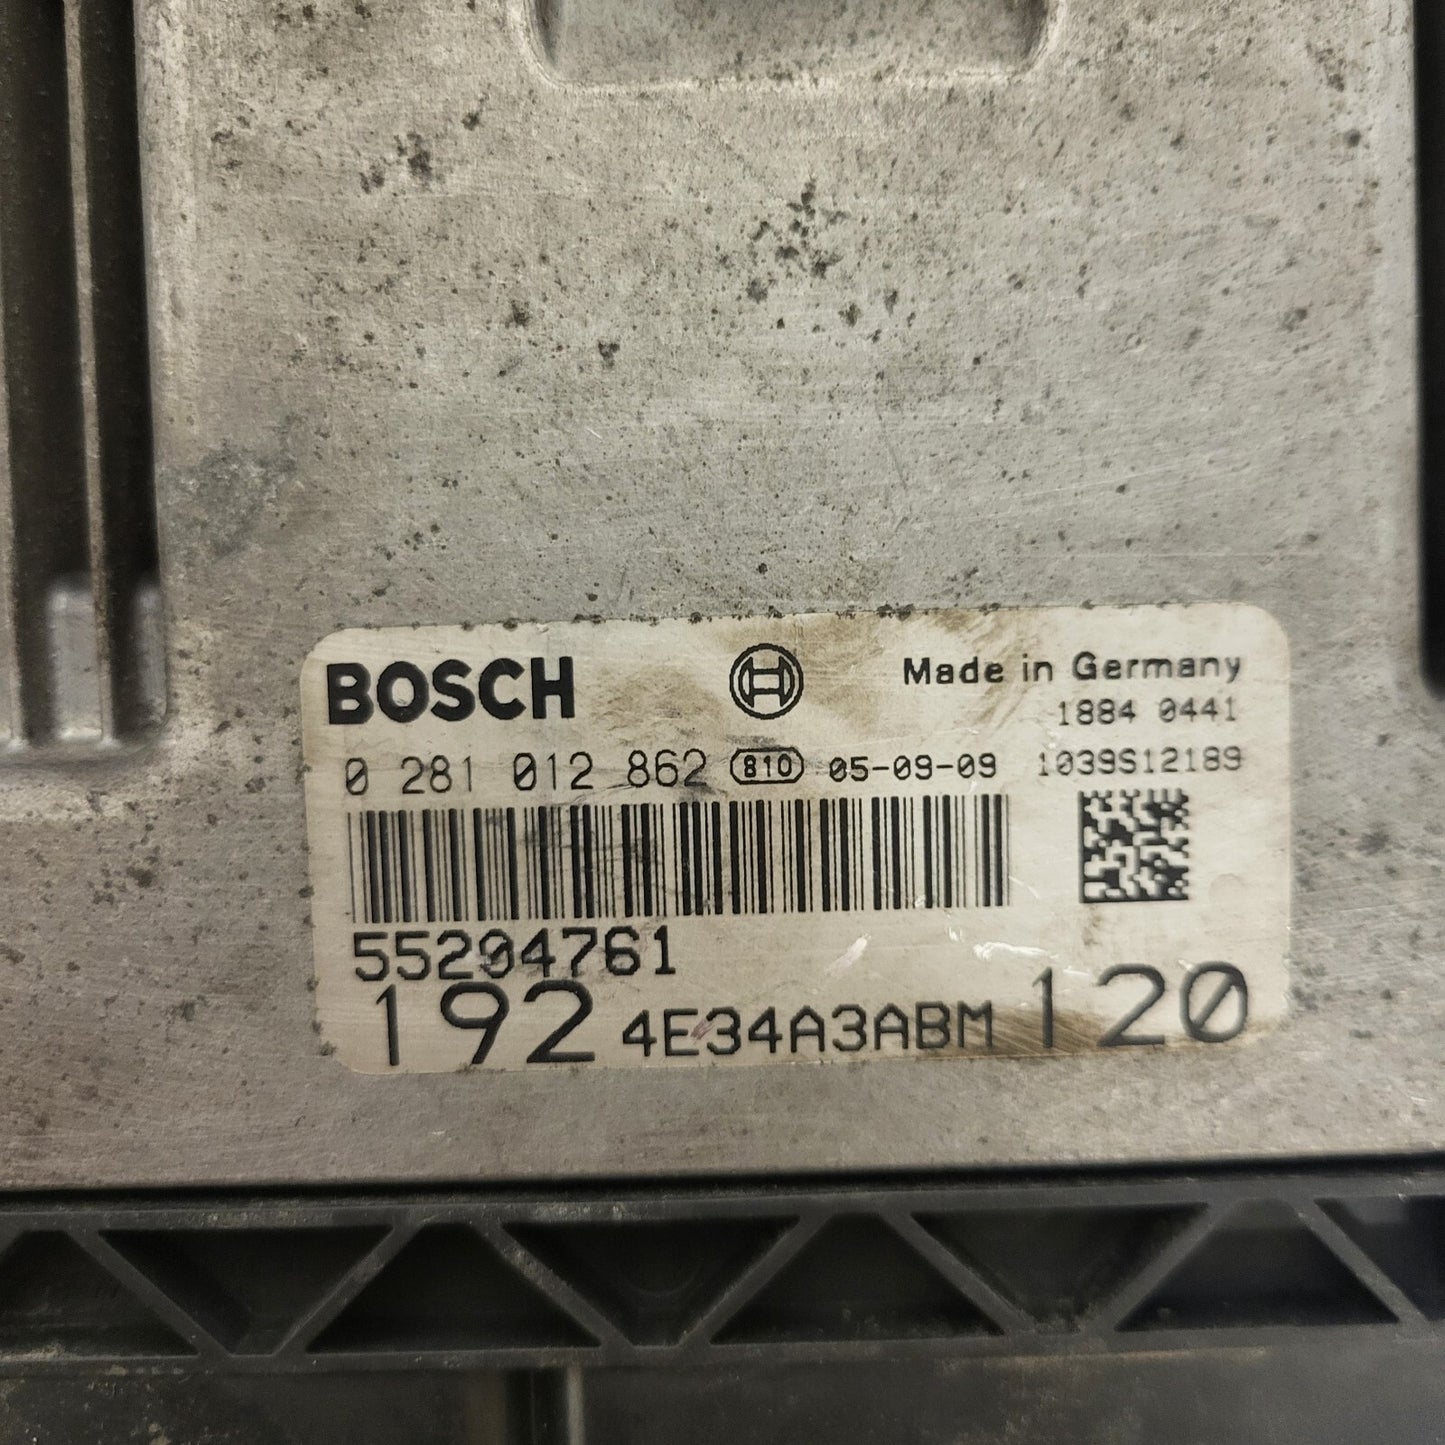 BOSCH Made in Germany
1884 0441
0 281 012 862 810 05-09-09 1039S12189
55204761
192 4E34A3ABM 120